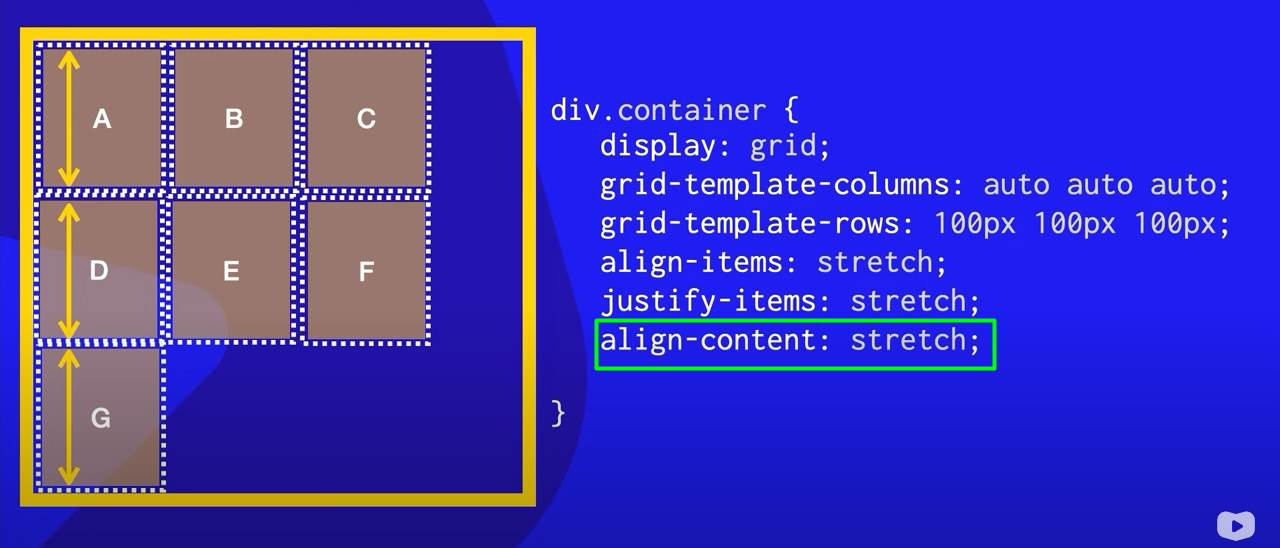 A B C
D E F
G
div.container {
display: grid;
grid-template-columns: auto auto auto;
grid-template-rows: 100px 100px 100px;
align-items: stretch;
justify-items: stretch;
align-content: stretch;
}